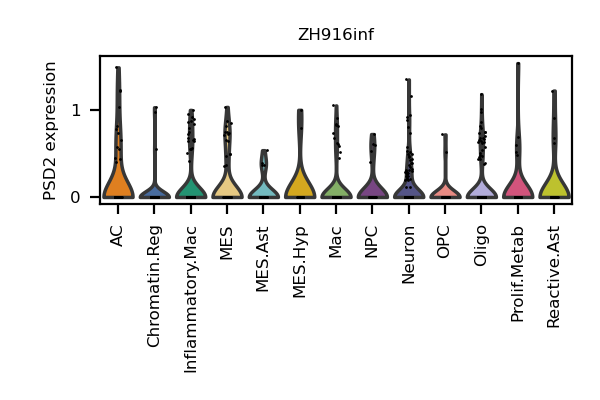 ZH916inf
PSD2 expression
1
0
AC
Chromatin.Reg
Inflammatory.Mac
MES
MES.Ast
MES.Hyp
Mac
NPC
Neuron
OPC
Oligo
Prolif.Metab
Reactive.Ast